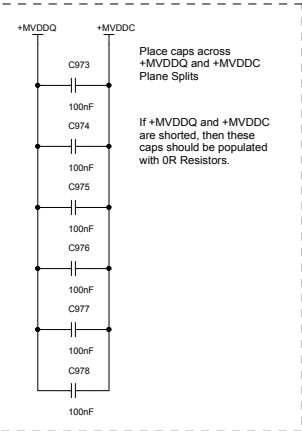 +MVDDQ
+MVDDC
C973
100nF
C974
100nF
C975
100nF
C976
100nF
C977
100nF
C978
100nF
Place caps across
+MVDDQ and +MVDDC
Plane Splits
If +MVDDQ and +MVDDC
are shorted, then these
caps should be populated
with 0R Resistors.